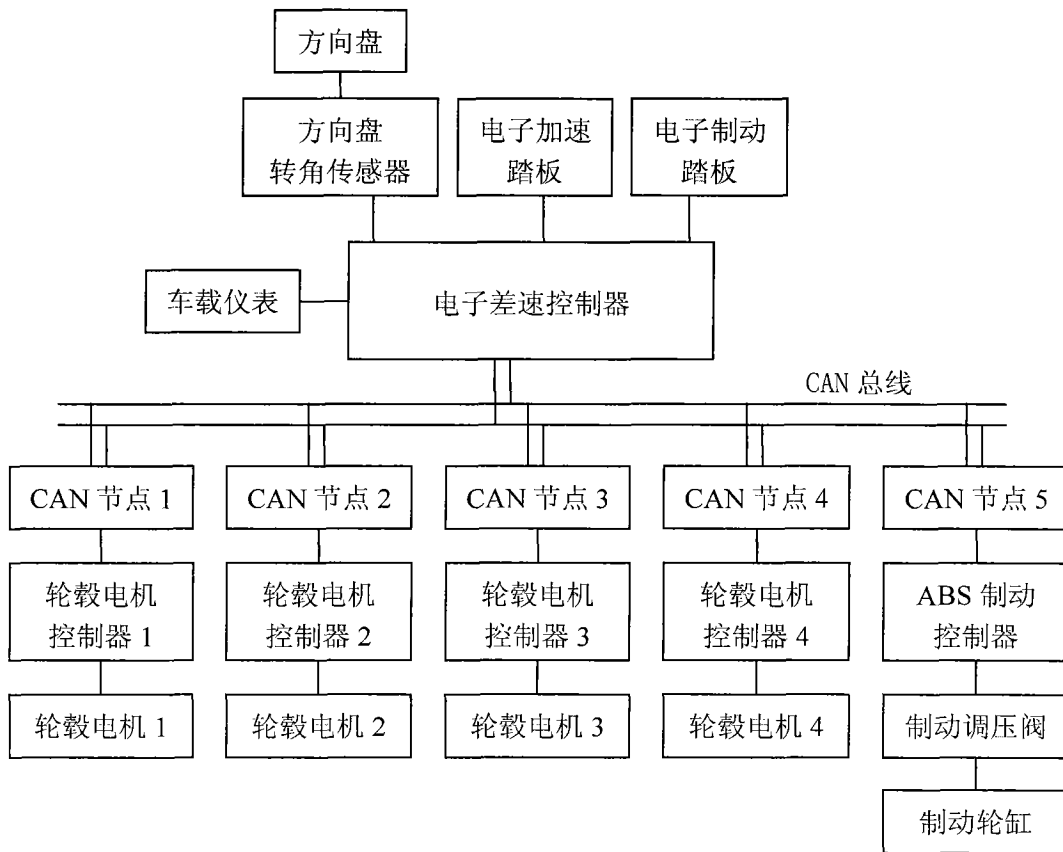 方向盘
方向盘
转角传感器
电子加速
踏板
电子制动
踏板
车载仪表
电子差速控制器
CAN 总线
CAN 节点 1
CAN 节点 2
CAN 节点 3
CAN 节点 4
CAN 节点 5
轮毂电机
控制器 1
轮毂电机
控制器 2
轮毂电机
控制器 3
轮毂电机
控制器 4
ABS 制动
控制器
轮毂电机 1
轮毂电机 2
轮毂电机 3
轮毂电机 4
制动调压阀
制动轮缸